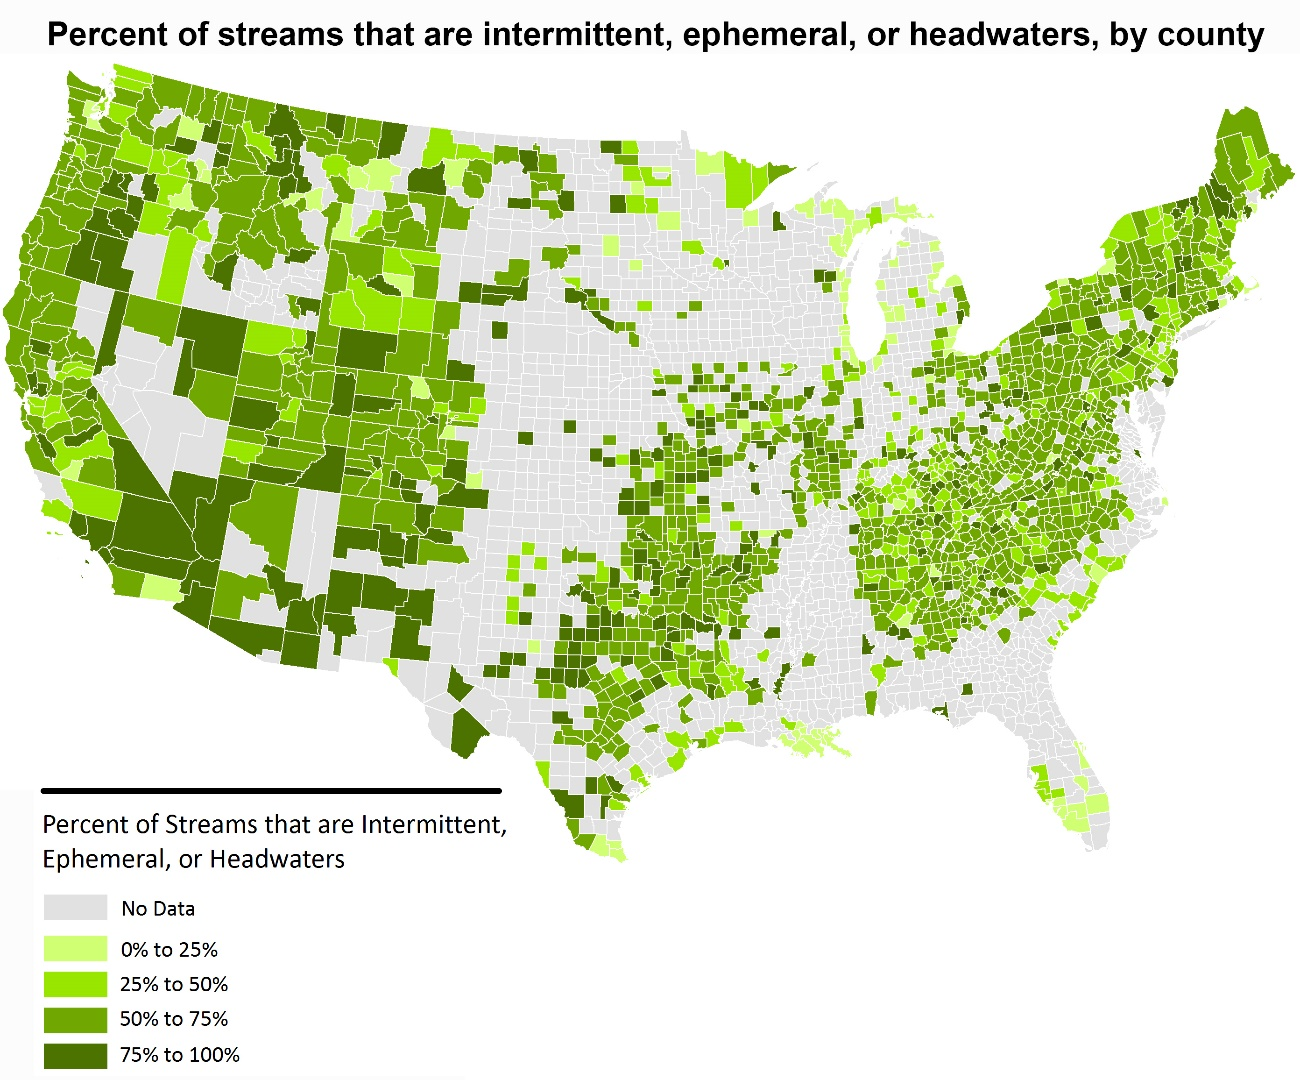 Percent of streams that are intermittent, ephemeral, or headwaters, by county
Percent of Streams that are Intermittent,
Ephemeral, or Headwaters
No Data
0% to 25%
25% to 50%
50% to 75%
75% to 100%